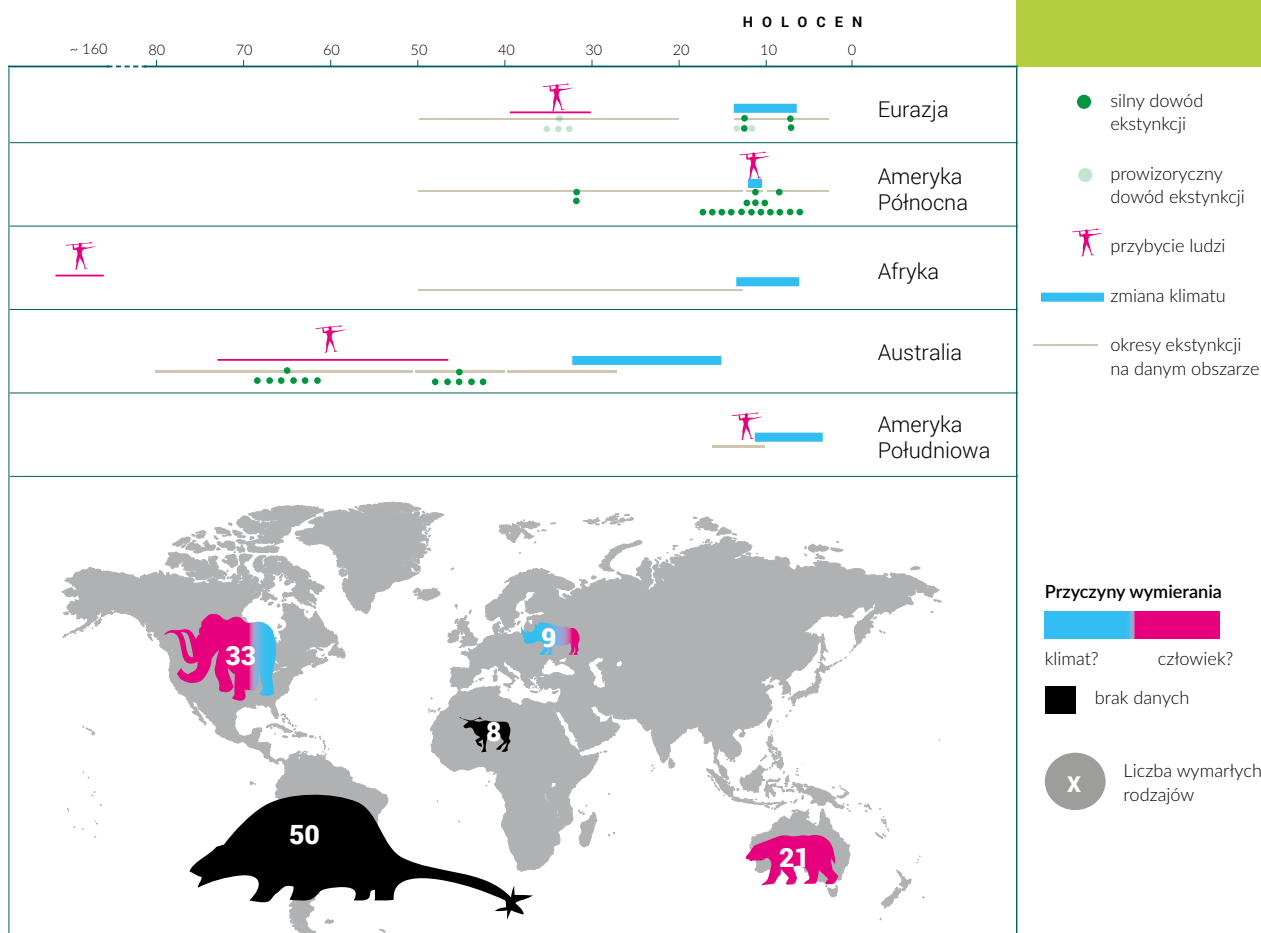 HOLOCEN
~ 160 80 70 60 50 40 30 20 10 0
Eurazja
Ameryka
Północna
Afryka
Australia
Ameryka
Południowa
silny dowód
ekstynkcji
prowizoryczny
dowód ekstynkcji
przybycie ludzi
zmiana klimatu
okresy ekstynkcji
na danym obszarze
33
9
8
50
21
Przyczyny wymierania
klimat? człowiek?
brak danych
X
Liczba wymarłych
rodzajów